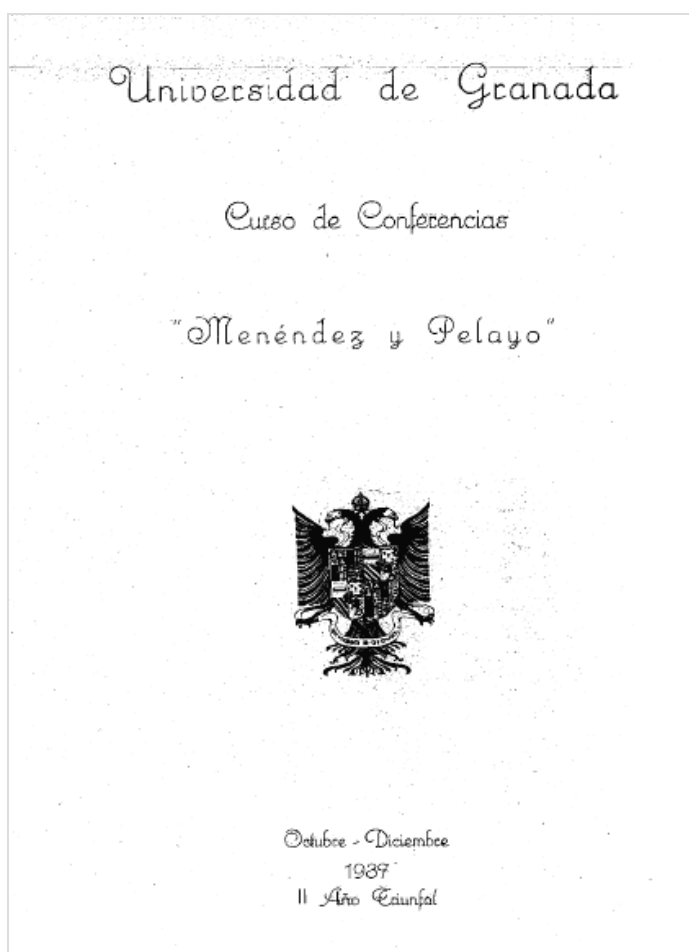 Universidad de Granada
Curso de Conferencias
"Menéndez y Pelayo"
Octubre - Diciembre
1937
II Año Triunfal